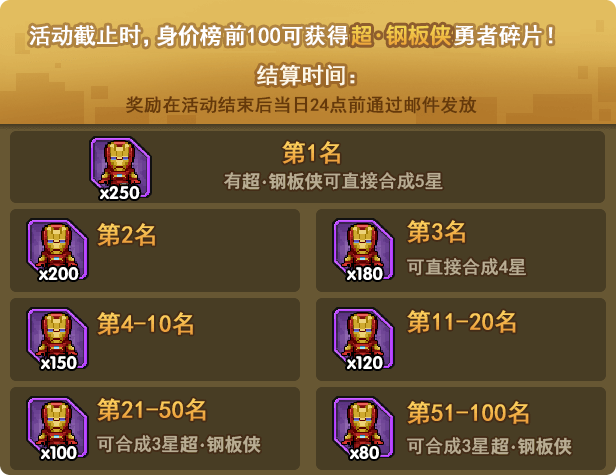 活动截止时,身价榜前100可获得超·钢板侠勇者碎片!
结算时间:
奖励在活动结束后当日24点前通过邮件发放
第1名
x250
有超·钢板侠可直接合成5星
第2名
x200
第3名
x180
可直接合成4星
第4-10名
x150
第11-20名
x120
第21-50名
x100
可合成3星超·钢板侠
第51-100名
x80
可合成3星超·钢板侠